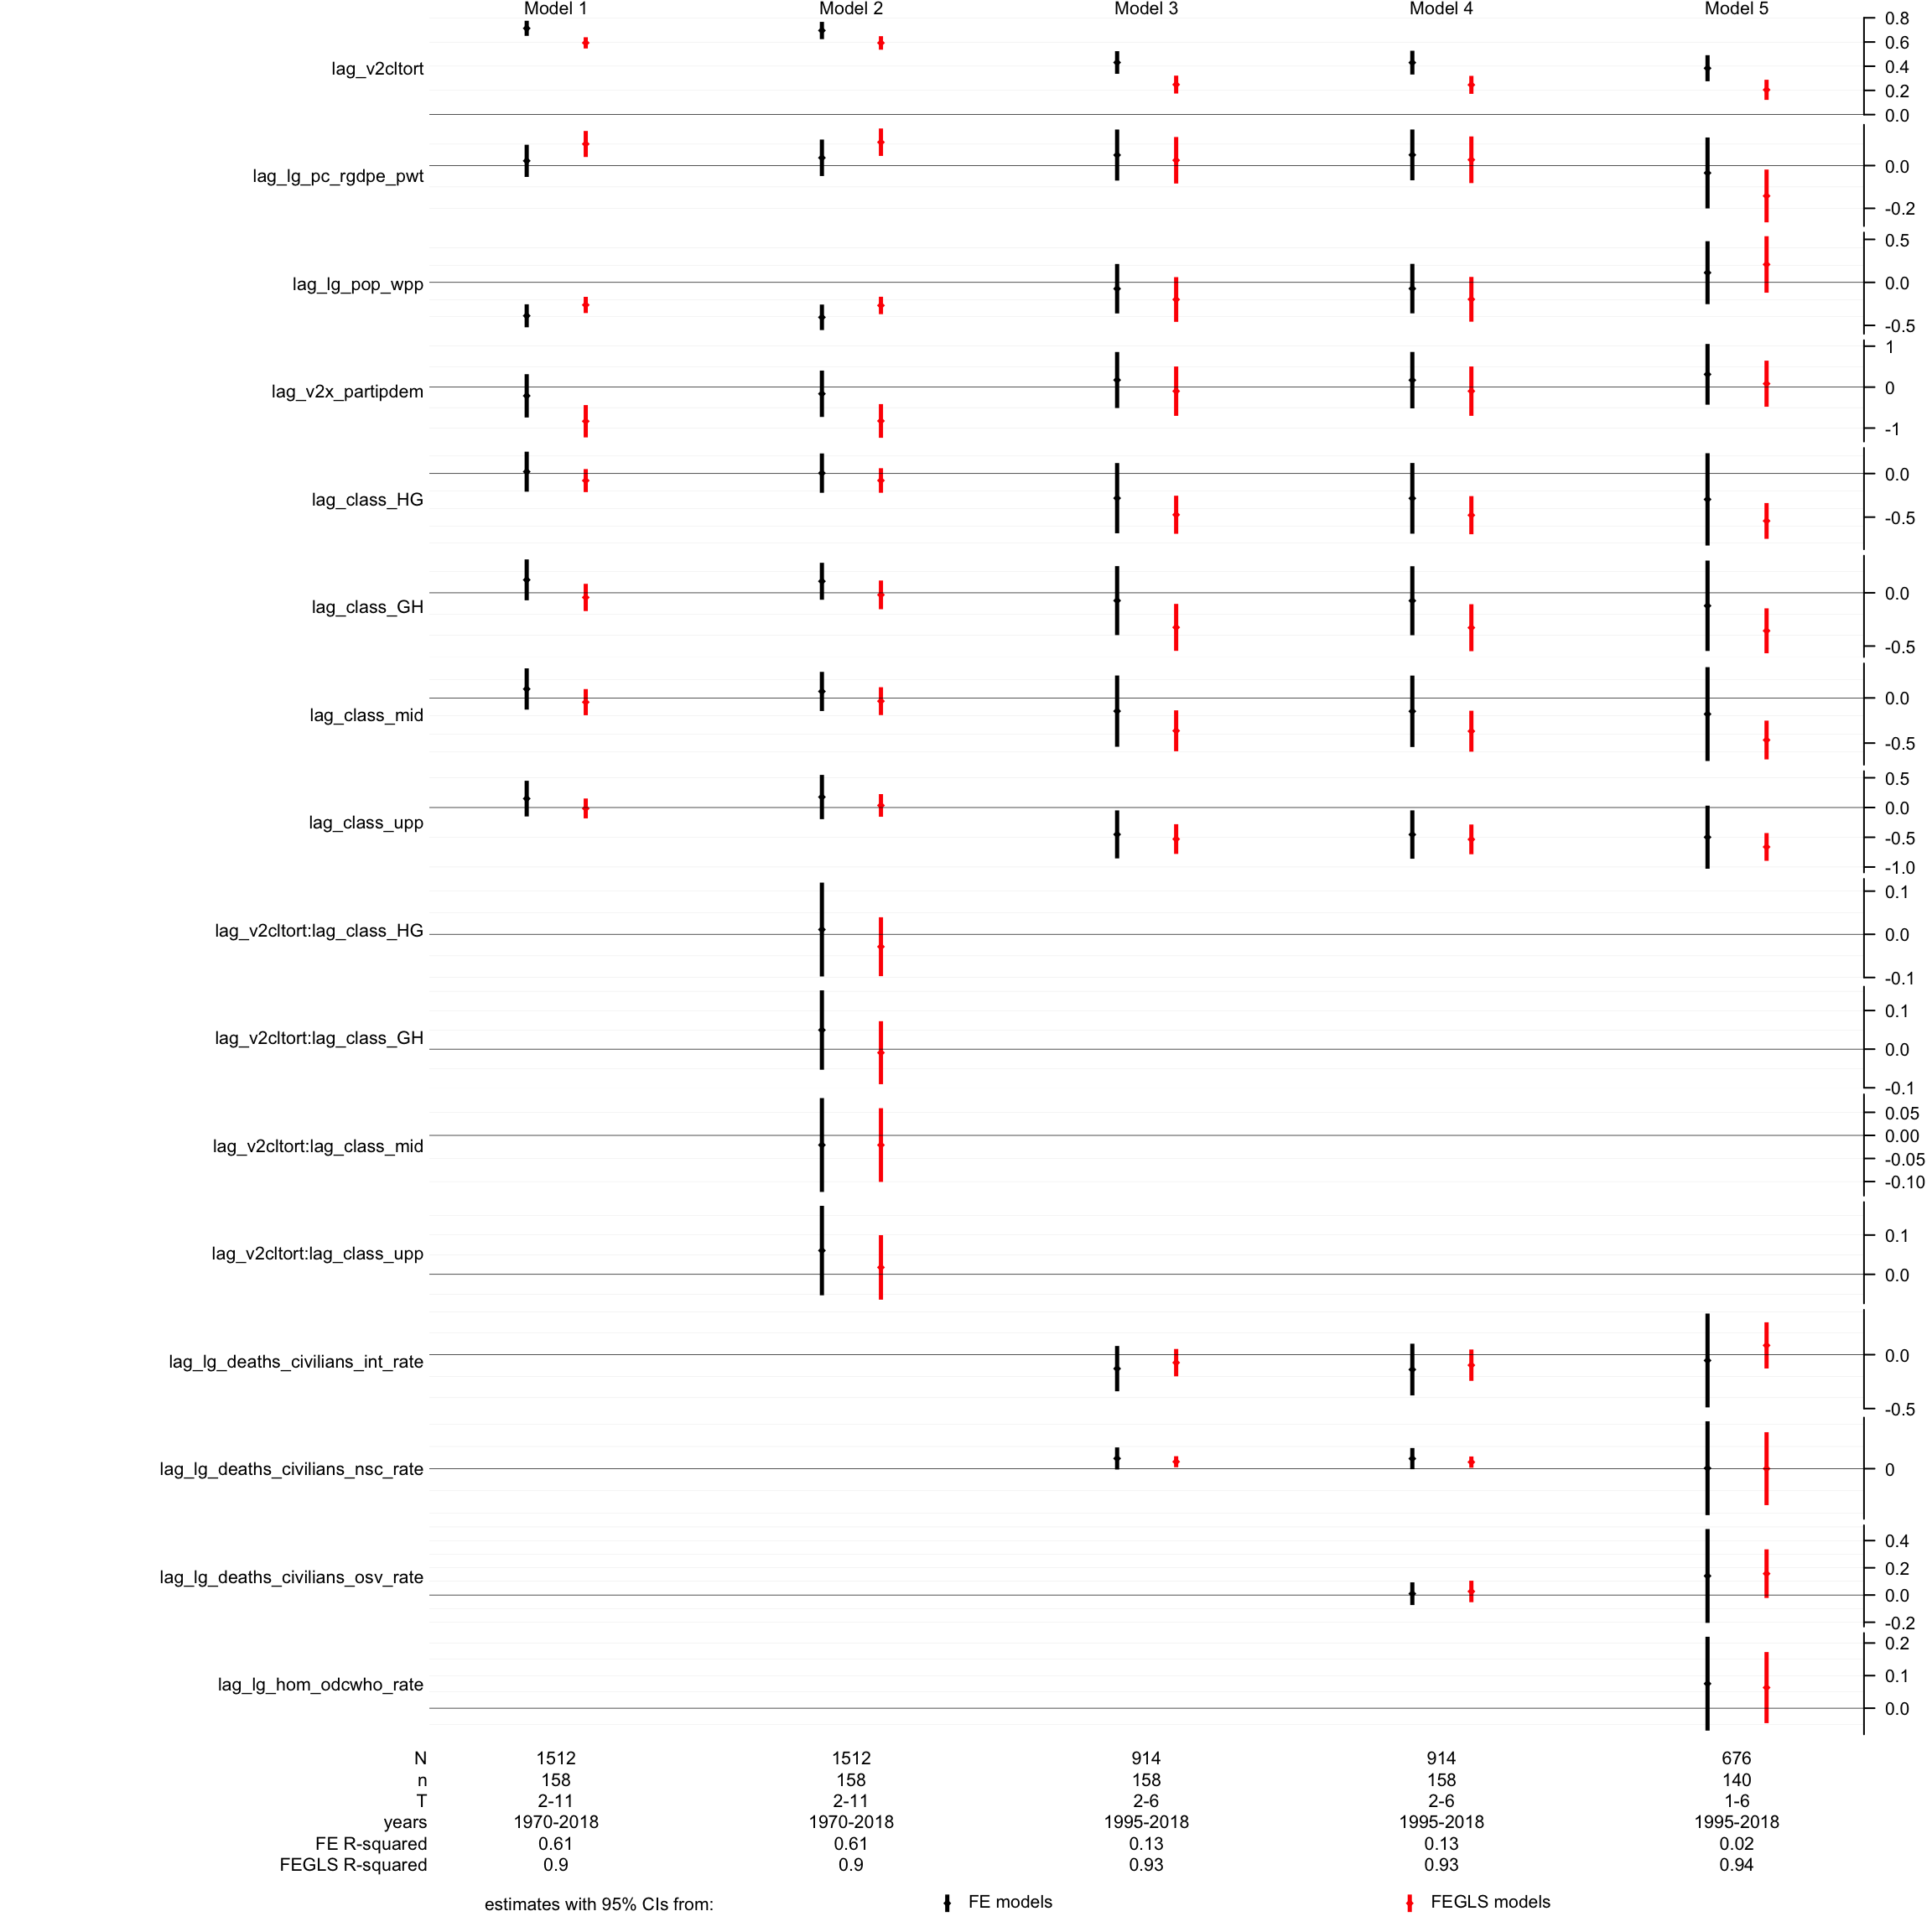 Model 1 Model 2 Model 3 Model 4 Model 5
lag_v2cltort
0.8
0.6
0.4
0.2
0.0
lag_lg_pc_rgdpe_pwt
0.0
-0.2
lag_lg_pop_wpp
0.5
0.0
-0.5
lag_v2x_partipdem
1
0
-1
lag_class_HG
0.0
-0.5
lag_class_GH
0.0
-0.5
lag_class_mid
0.0
-0.5
lag_class_upp
0.5
0.0
-0.5
-1.0
lag_v2cltort:lag_class_HG
0.1
0.0
-0.1
lag_v2cltort:lag_class_GH
0.1
0.0
-0.1
lag_v2cltort:lag_class_mid
0.05
0.00
-0.05
-0.10
lag_v2cltort:lag_class_upp
0.1
0.0
lag_lg_deaths_civilians_int_rate
0.0
-0.5
lag_lg_deaths_civilians_nsc_rate
0
lag_lg_deaths_civilians_osv_rate
0.4
0.2
0.0
-0.2
lag_lg_hom_odcwho_rate
0.2
0.1
0.0
N 1512 1512 914 914 676
n 158 158 158 158 140
T 2-11 2-11 2-6 2-6 1-6
years 1970-2018 1970-2018 1995-2018 1995-2018 1995-2018
FE R-squared 0.61 0.61 0.13 0.13 0.02
FEGLS R-squared 0.9 0.9 0.93 0.93 0.94
estimates with 95% CIs from: FE models FEGLS models